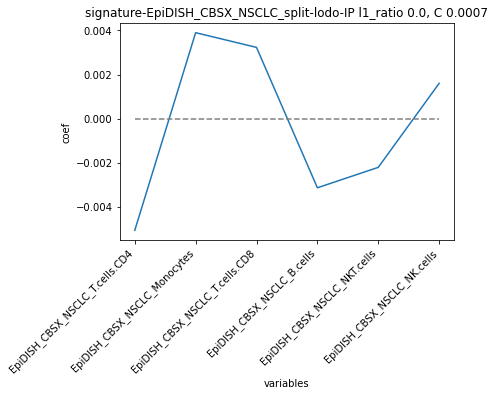 signature-EpiDISH_CBSX_NSCLC_split-lodo-IP l1_ratio 0.0, C 0.0007
0.004
0.002
0.000
−0.002
−0.004
coef
EpiDISH_CBSX_NSCLC_T.cells.CD4
EpiDISH_CBSX_NSCLC_Monocytes
EpiDISH_CBSX_NSCLC_T.cells.CD8
EpiDISH_CBSX_NSCLC_B.cells
EpiDISH_CBSX_NSCLC_NKT.cells
EpiDISH_CBSX_NSCLC_NK.cells
variables